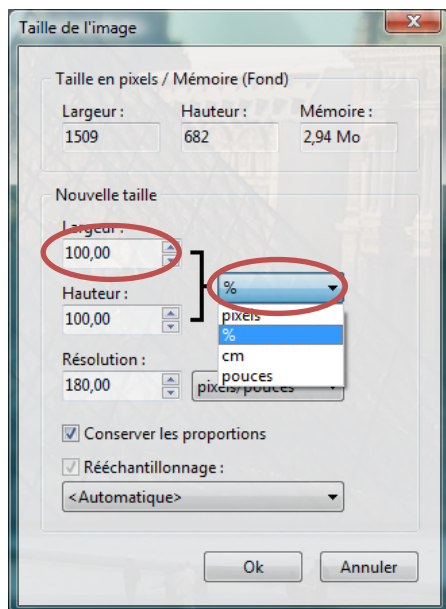 Taille de l'image
Taille en pixels / Mémoire (Fond)
Largeur : Hauteur : Mémoire :
1509 682 2,94 Mo
Nouvelle taille
Largeur :
100,00
%
Hauteur :
pixels
100,00
%
cm
Résolution :
pouces
180,00 pixels/pouces
Conserver les proportions
Rééchantillonnage :
<Automatique>
Ok Annuler